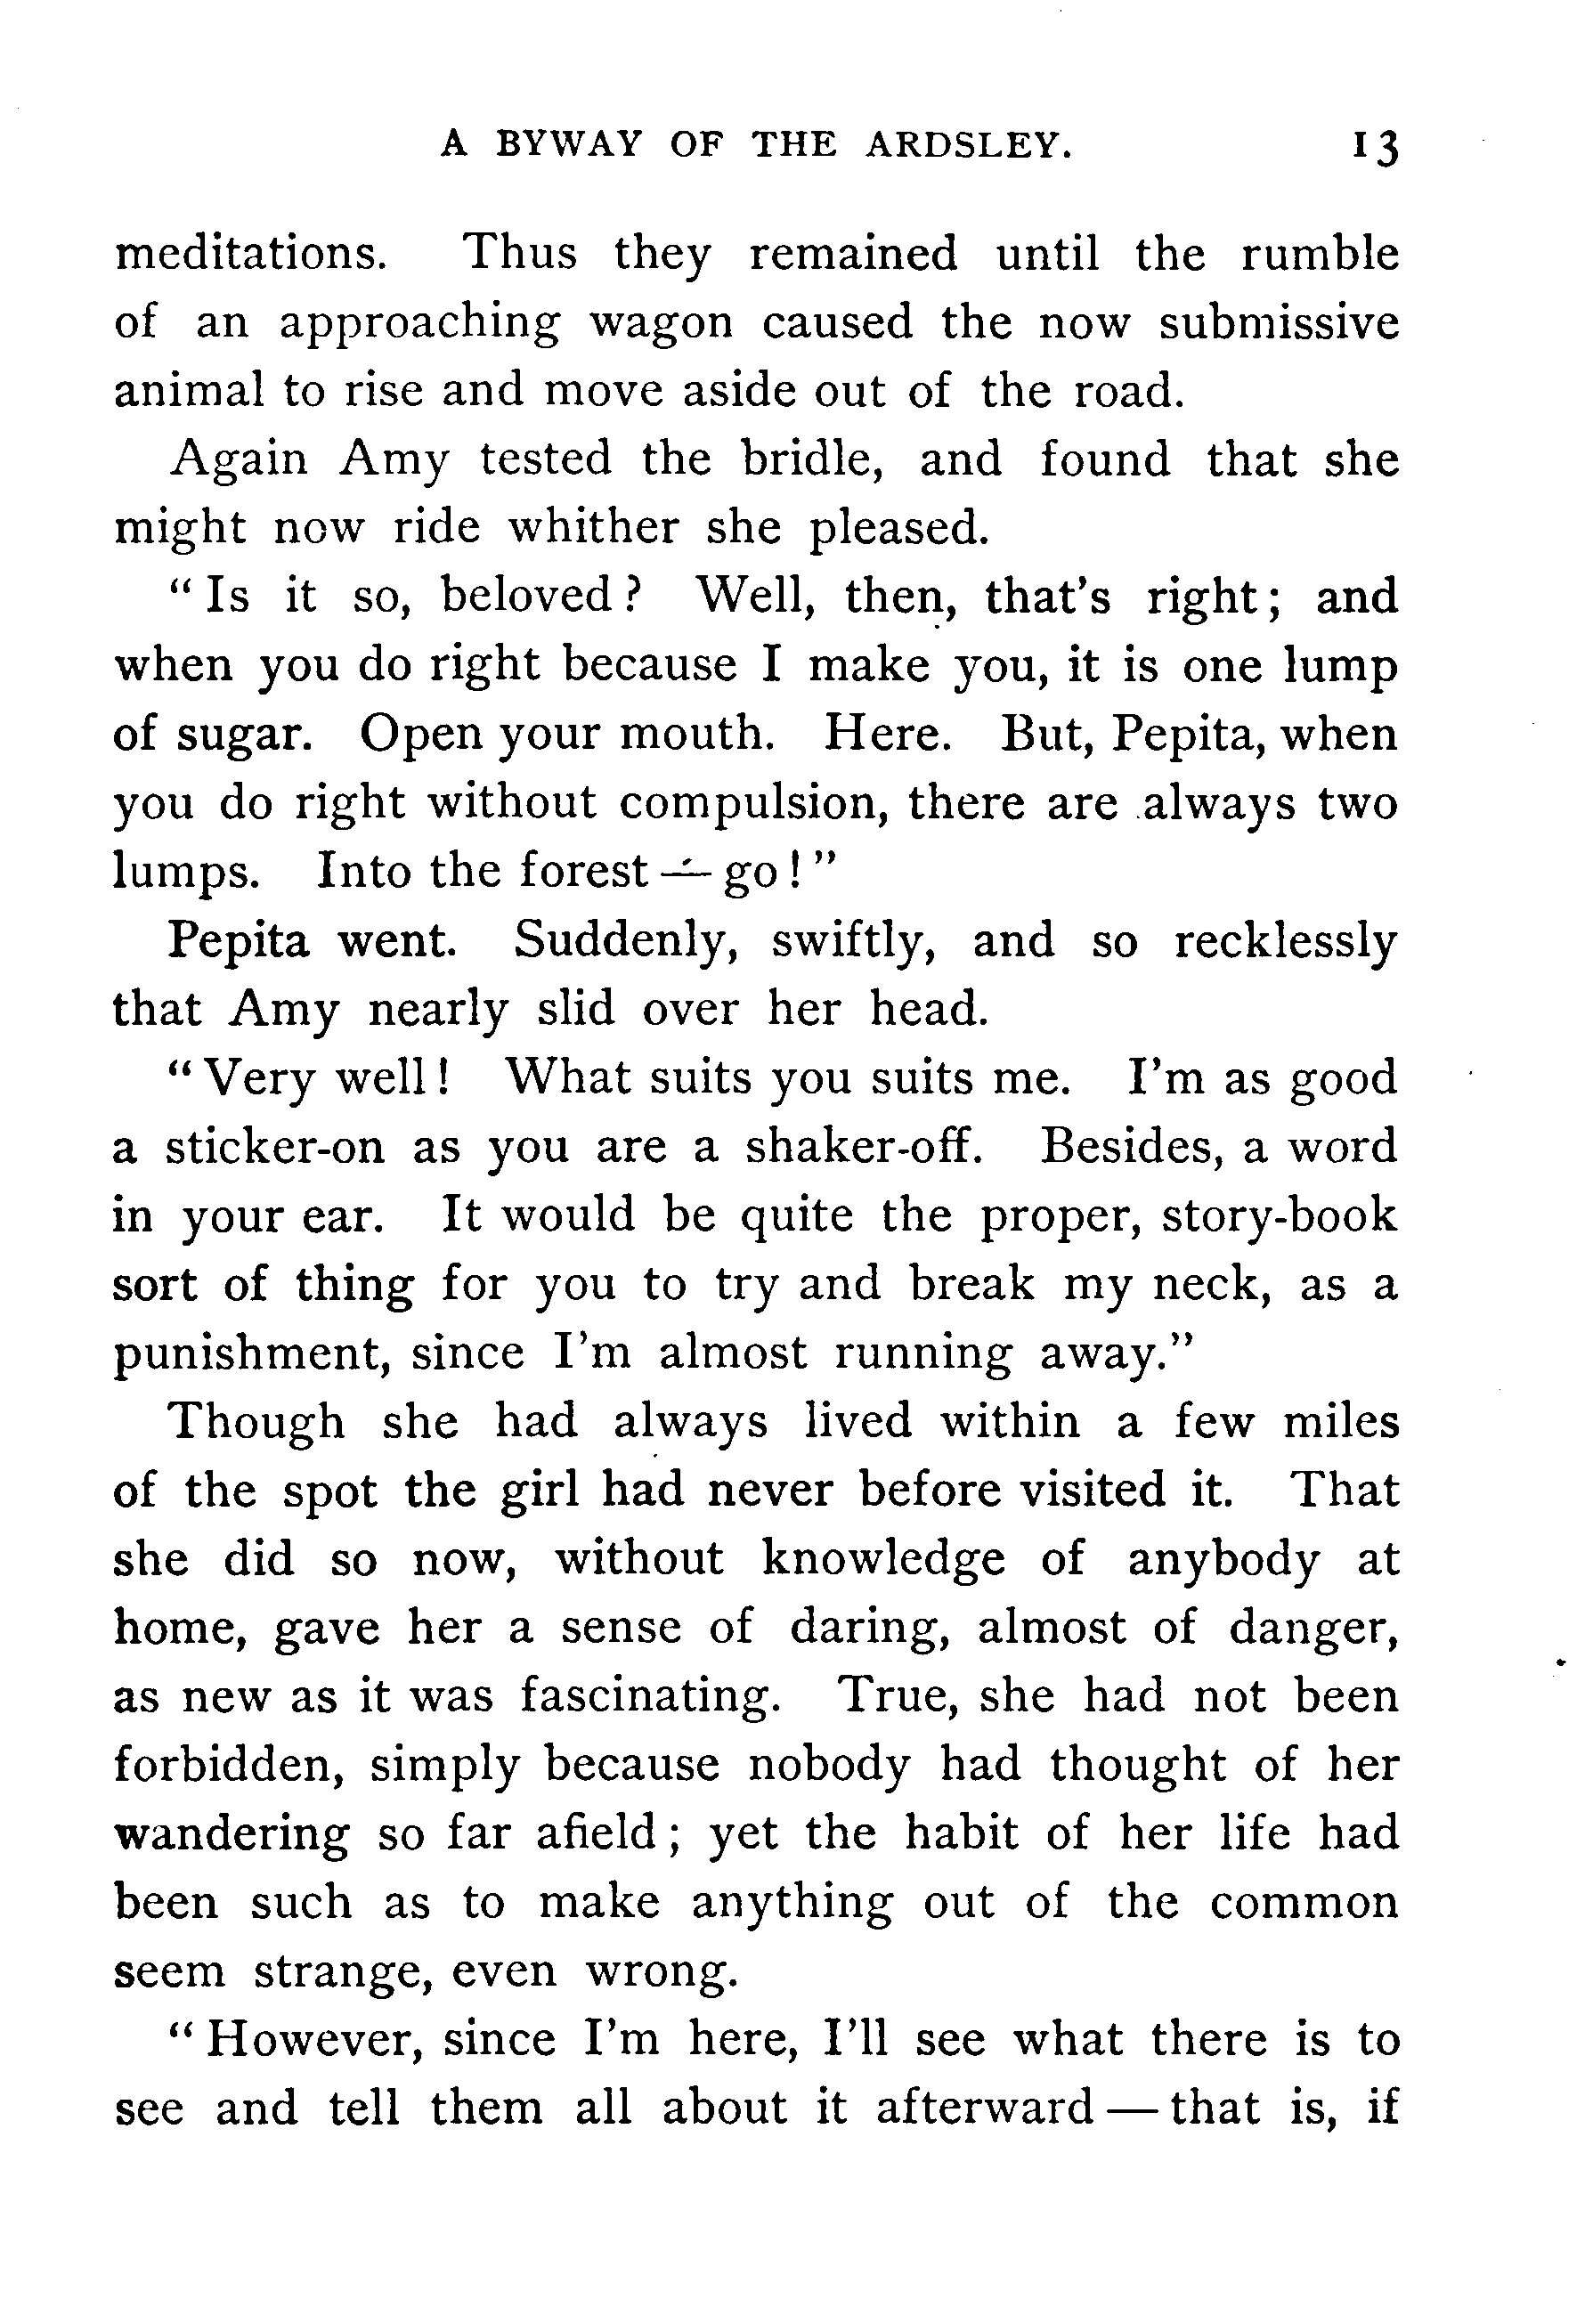 A BYWAY OF THE ARDSLEY. 13
meditations. Thus they remained until the rumble
of an approaching wagon caused the now submissive
animal to rise and move aside out of the road.
Again Amy tested the bridle, and found that she
might now ride whither she pleased.
“Is it so, beloved? Well, then, that’s right; and
when you do right because I make you, it is one lump
of sugar. Open your mouth. Here. But, Pepita, when
you do right without compulsion, there are always two
lumps. Into the forest — go!”
Pepita went. Suddenly, swiftly, and so recklessly
that Amy nearly slid over her head.
“Very well! What suits you suits me. I’m as good
a sticker-on as you are a shaker-off. Besides, a word
in your ear. It would be quite the proper, story-book
sort of thing for you to try and break my neck, as a
punishment, since I’m almost running away.”
Though she had always lived within a few miles
of the spot the girl had never before visited it. That
she did so now, without knowledge of anybody at
home, gave her a sense of daring, almost of danger,
as new as it was fascinating. True, she had not been
forbidden, simply because nobody had thought of her
wandering so far afield; yet the habit of her life had
been such as to make anything out of the common
seem strange, even wrong.
“However, since I’m here, I’ll see what there is to
see and tell them all about it afterward — that is, if